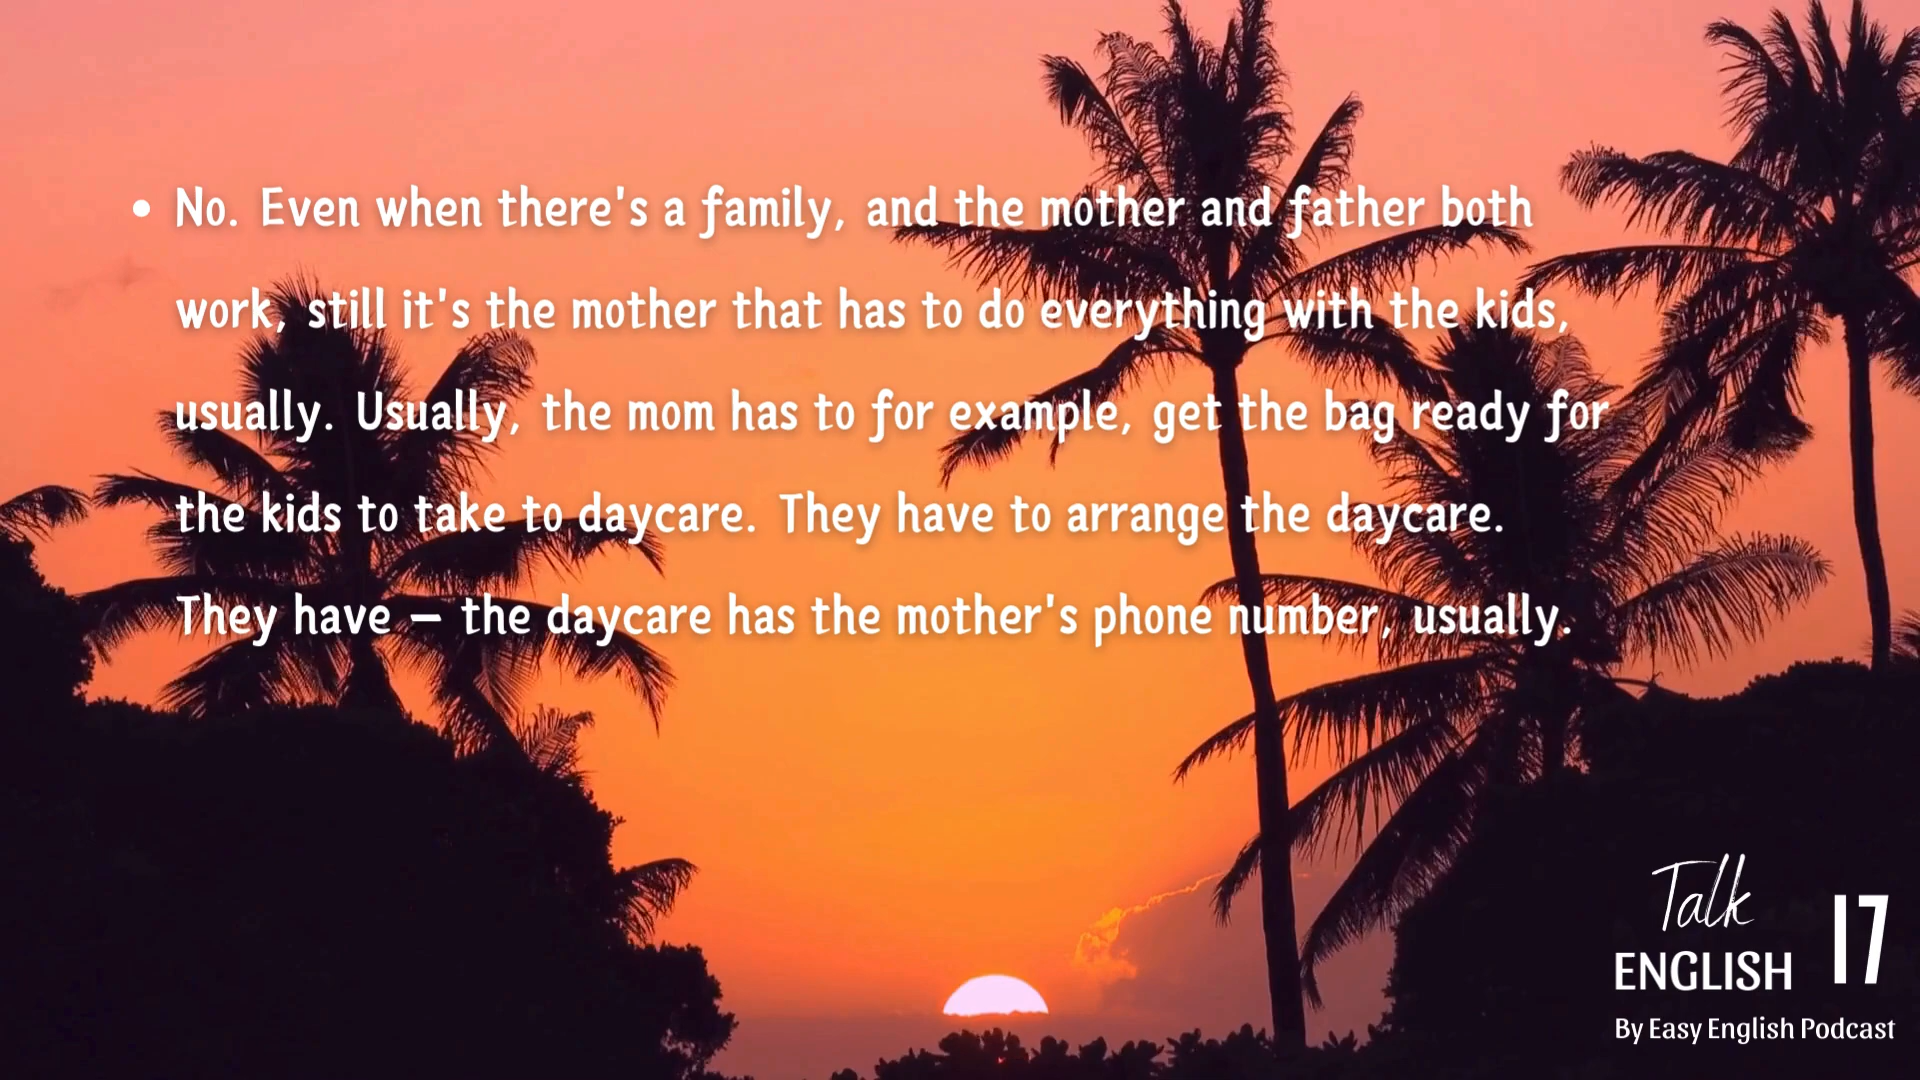 • No. Even when there's a family, and the mother and father both
work, still it's the mother that has to do everything with the kids,
usually. Usually, the mom has to for example, get the bag ready for
the kids to take to daycare. They have to arrange the daycare.
They have – the daycare has the mother's phone number, usually.
Talk
ENGLISH 17
By Easy English Podcast